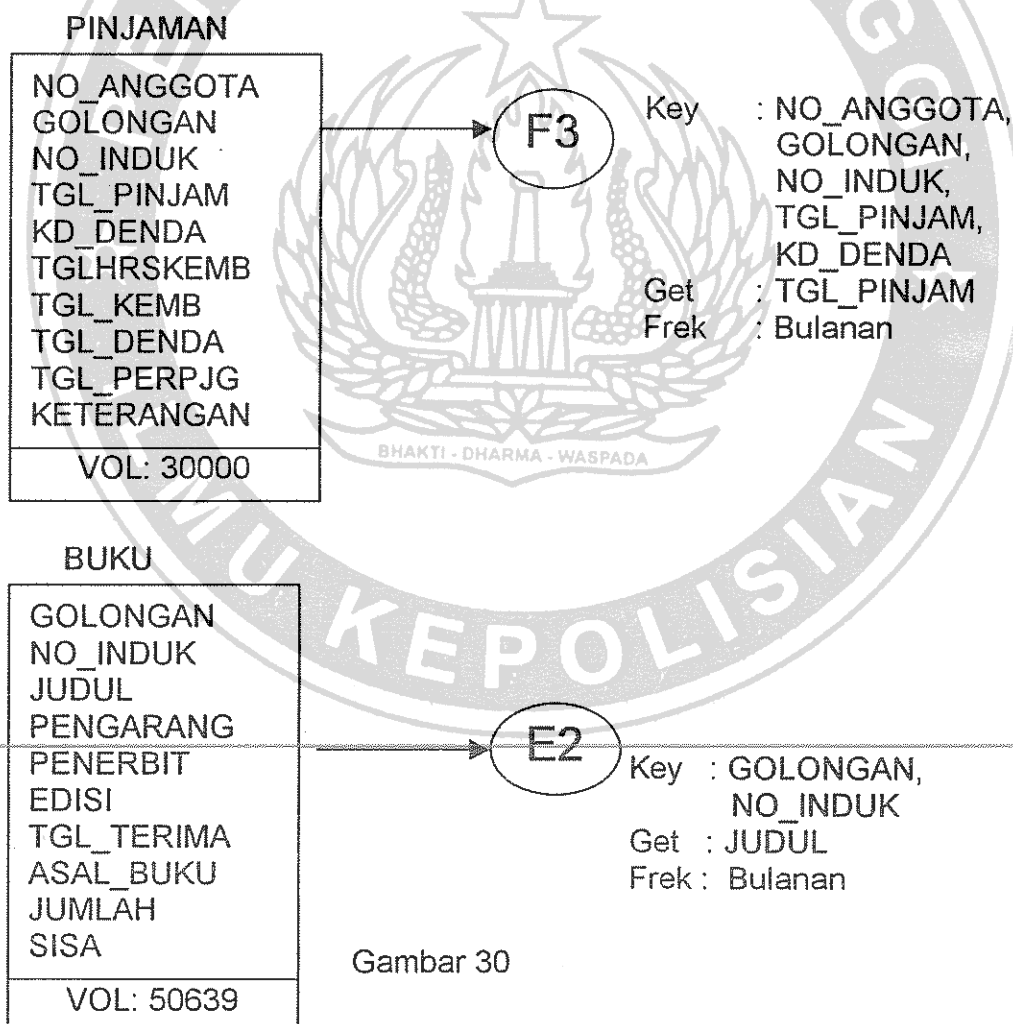 PINJAMAN
NO_ANGGOTA
GOLONGAN
NO_INDUK
TGL_PINJAM
KD_DENDA
TGLHRSKEMB
TGL_KEMB
TGL_DENDA
TGL_PERPJG
KETERANGAN
VOL: 30000
F3
Key : NO_ANGGOTA,
GOLONGAN,
NO_INDUK,
TGL_PINJAM,
KD_DENDA
Get : TGL_PINJAM
Frek : Bulanan
BHAKTI - DHARMA - WASPADA
ILMU KEPOLISIAN
BUKU
GOLONGAN
NO_INDUK
JUDUL
PENGARANG
PENERBIT
EDISI
TGL_TERIMA
ASAL_BUKU
JUMLAH
SISA
VOL: 50639
E2
Key : GOLONGAN,
NO_INDUK
Get : JUDUL
Frek : Bulanan
Gambar 30